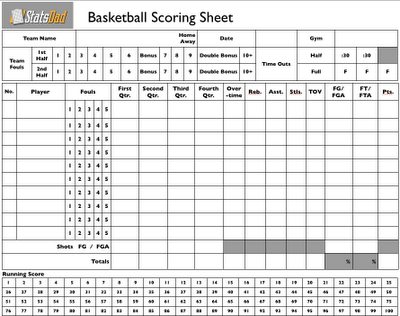 StatsDad Basketball Scoring Sheet
Team Name Home Away Date Gym
Team Fouls 1st Half 1 2 3 4 5 6 Bonus 7 8 9 Double Bonus 10+ Time Outs Half :30 :30
2nd Half 1 2 3 4 5 6 Bonus 7 8 9 Double Bonus 10+ Full F F F
No. Player Fouls First Qtr. Second Qtr. Third Qtr. Fourth Qtr. Over-time Reb. Asst. Stls. TOV FG/FGA FT/FTA Pts.
1 2 3 4 5
1 2 3 4 5
1 2 3 4 5
1 2 3 4 5
1 2 3 4 5
1 2 3 4 5
1 2 3 4 5
1 2 3 4 5
1 2 3 4 5
1 2 3 4 5
Shots FG / FGA
Totals % %
Running Score
1 2 3 4 5 6 7 8 9 10 11 12 13 14 15 16 17 18 19 20 21 22 23 24 25
26 27 28 29 30 31 32 33 34 35 36 37 38 39 40 41 42 43 44 45 46 47 48 49 50
51 52 53 54 55 56 57 58 59 60 61 62 63 64 65 66 67 68 69 70 71 72 73 74 75
76 77 78 79 80 81 82 83 84 85 86 87 88 89 90 91 92 93 94 95 96 97 98 99 100